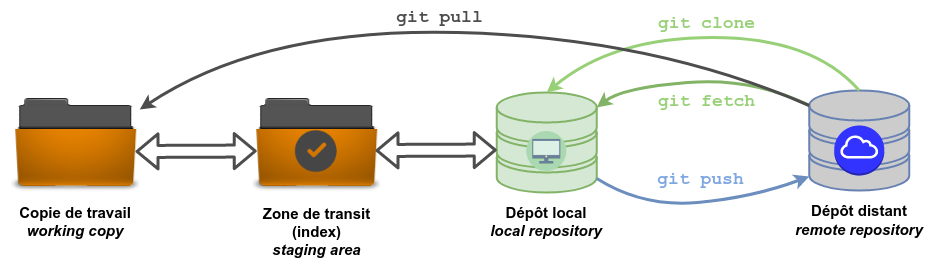 git pull
git clone
git fetch
git push
Copie de travail
working copy
Zone de transit
(index)
staging area
Dépôt local
local repository
Dépôt distant
remote repository